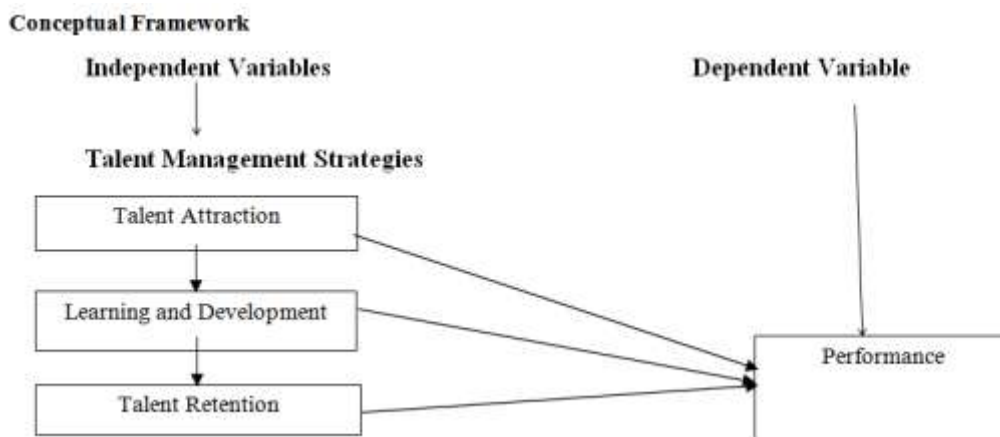 Conceptual Framework
Independent Variables
Dependent Variable
Talent Management Strategies
Talent Attraction
Learning and Development
Performance
Talent Retention